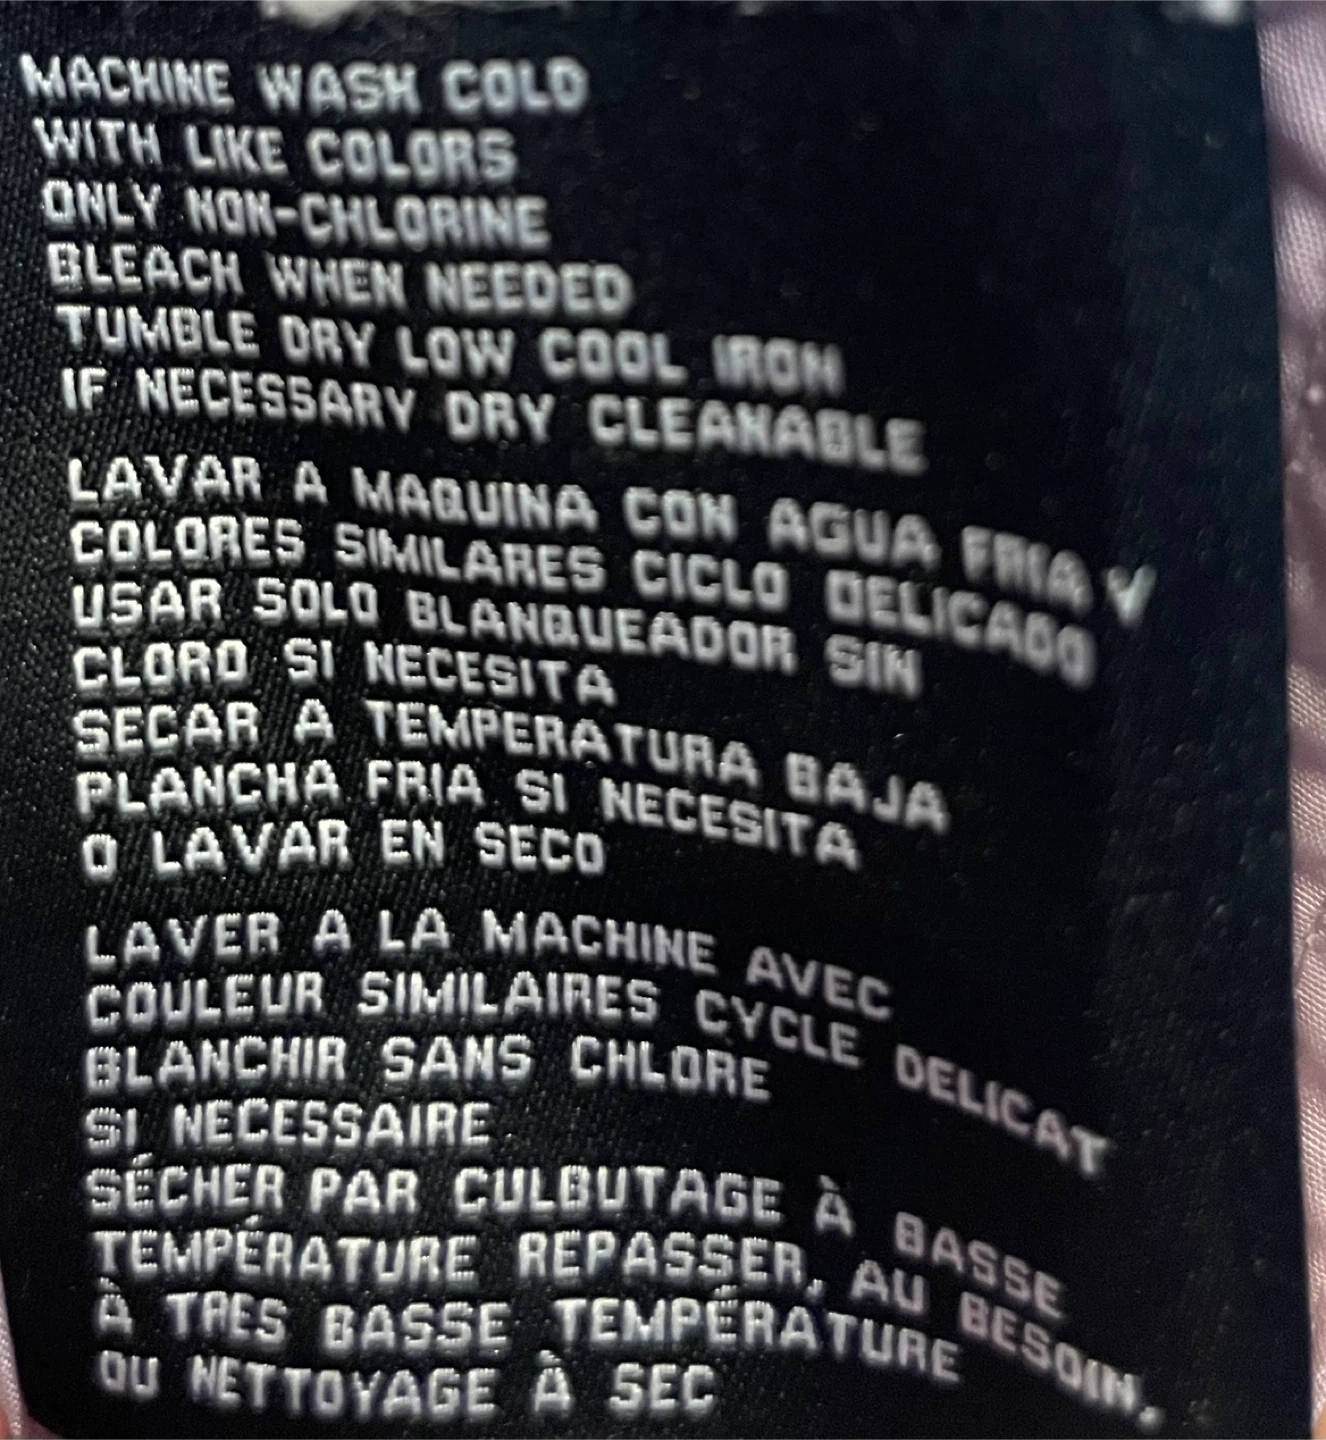 MACHINE WASH COLD
WITH LIKE COLORS
ONLY NON-CHLORINE
BLEACH WHEN NEEDED
TUMBLE DRY LOW COOL IRON
IF NECESSARY DRY CLEANABLE
LAVAR A MAQUINA CON AGUA FRIA Y
COLORES SIMILARES CICLO DELICADO
USAR SOLO BLANQUEADOR SIN
CLORO SI NECESITA
SECAR A TEMPERATURA BAJA
PLANCHA FRIA SI NECESITA
O LAVAR EN SECO
LAVER A LA MACHINE AVEC
COULEUR SIMILAIRES CYCLE DELICAT
BLANCHIR SANS CHLORE
SI NECESSAIRE
SÉCHER PAR CULBUTAGE À BASSE
TEMPÉRATURE REPASSER, AU BESOIN,
À TRES BASSE TEMPÉRATURE
OU NETTOYAGE À SEC